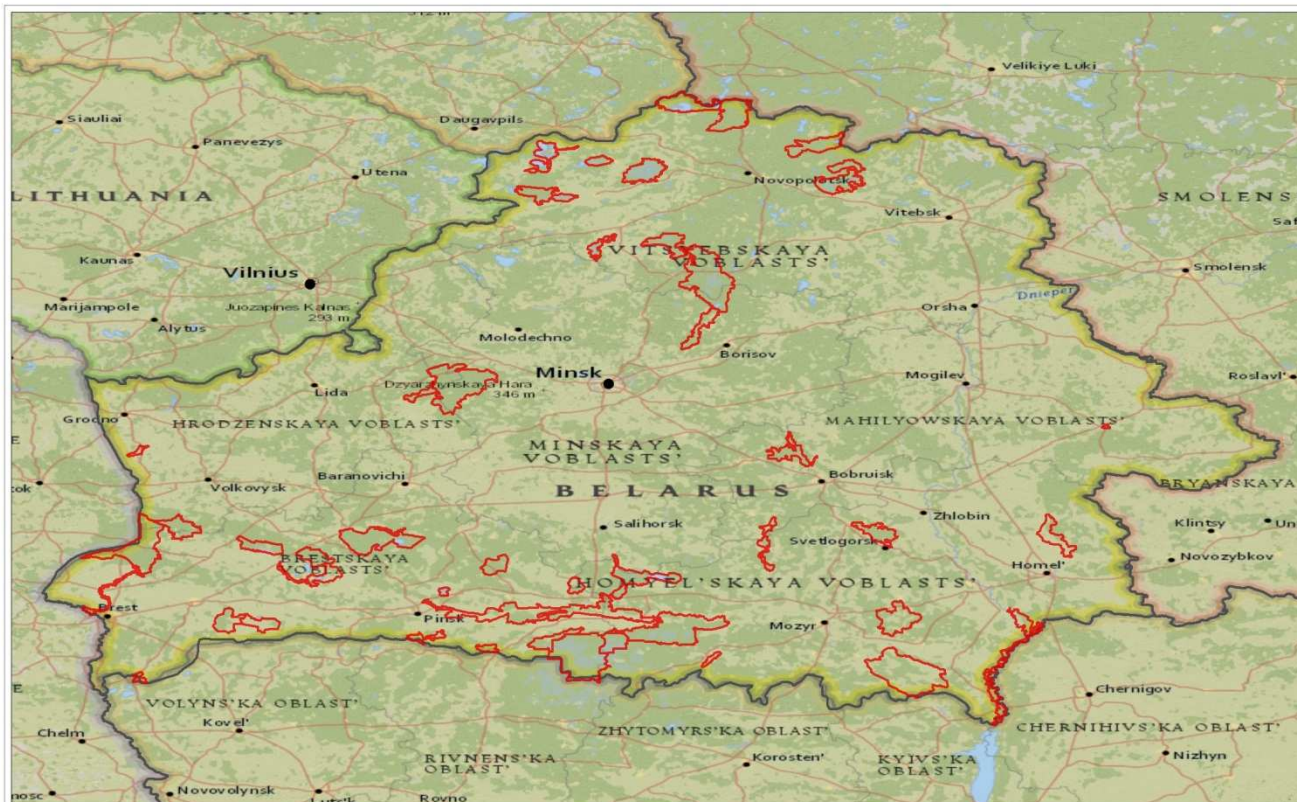 Velikiye Luki
Siauliai
Daugavpils
Panevezys
Utena
LITHUANIA
Novopolotsk
SMOLENS
Vitebsk
Saf
VITSYEBSKAYA
VOBLASTS'
Kaunas
Vilnius
Smolensk
Marijampole
Juozapines Kalnas
293 m
Dnieper
Orsha
Alytus
Molodechno
Borisov
Minsk
Dzyarzhynskaya Hara
346 m
Lida
Mogilev
Roslavl'
Grodno
HRODZENSKAYA VOBLASTS'
MAHILYOWSKAYA VOBLASTS'
MINSKAYA
VOBLASTS'
Baranovichi
Volkovysk
Bobruisk
tok
BELARUS
BRYANSKAYA
Zhlobin
Klintsy
Un
Salihorsk
Svetlogorsk
BRESTSKAYA
VOBLASTS'
Novozybkov
HOMYEL'SKAYA VOBLASTS'
Homel'
Brest
Pinsk
Mozyr
Chernigov
VOLYNS'KA OBLAST'
Kovel'
ZHYTOMYRS'KA OBLAST'
CHERNIHIVS'KA OBLAST'
Chelm
RIVNENS'KA
OBLAST'
Korosten'
KYIVS'KA
OBLAST'
Nizhyn
Novovolynsk